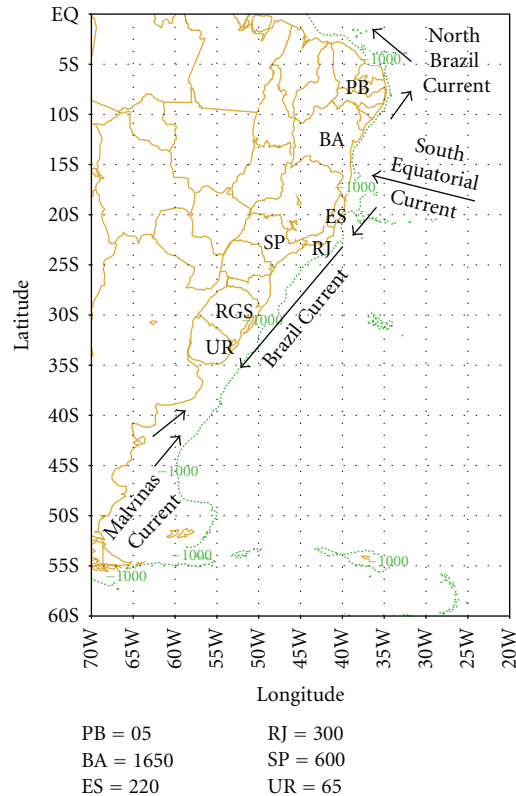 EQ
5S
10S
15S
20S
25S
30S
35S
40S
45S
50S
55S
60S
Latitude
70W
65W
60W
55W
50W
45W
40W
35W
30W
25W
20W
Longitude
North
Brazil
Current
South
Equatorial
Current
Brazil Current
Malvinas
Current
PB
BA
ES
SP
RJ
RGS
UR
−1000
−1000
−1000
−1000
−1000
−1000
−1000
PB = 05
BA = 1650
ES = 220
RJ = 300
SP = 600
UR = 65